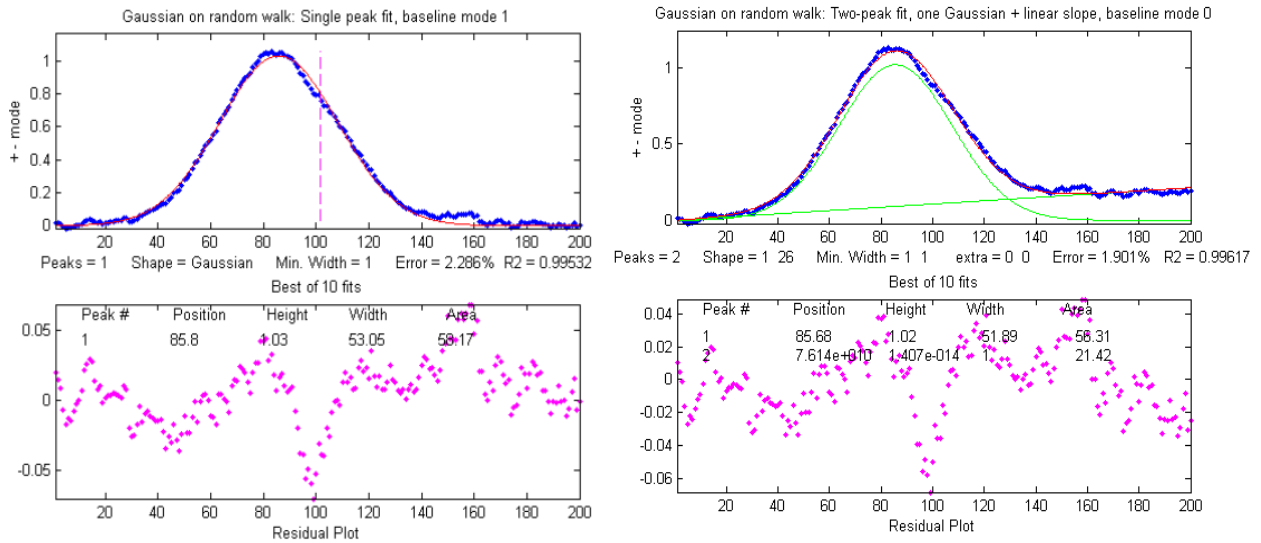 Gaussian on random walk: Single peak fit, baseline mode 1
+ - mode
1
0.8
0.6
0.4
0.2
0
20 40 60 80 100 120 140 160 180 200
Peaks = 1 Shape = Gaussian Min. Width = 1 Error = 2.286% R2 = 0.99532
Best of 10 fits
Peak # Position Height Width Area
1 85.8 1.03 53.05 58.17
0.05
0
-0.05
20 40 60 80 100 120 140 160 180 200
Residual Plot
Gaussian on random walk: Two-peak fit, one Gaussian + linear slope, baseline mode 0
+ - mode
1
0.5
0
20 40 60 80 100 120 140 160 180 200
Peaks = 2 Shape = 1 26 Min. Width = 1 1 extra = 0 0 Error = 1.901% R2 = 0.99617
Best of 10 fits
Peak # Position Height Width Area
1 85.68 1.02 51.89 56.31
2 7.614e+010 1.407e-014 1 21.42
0.04
0.02
0
-0.02
-0.04
-0.06
20 40 60 80 100 120 140 160 180 200
Residual Plot